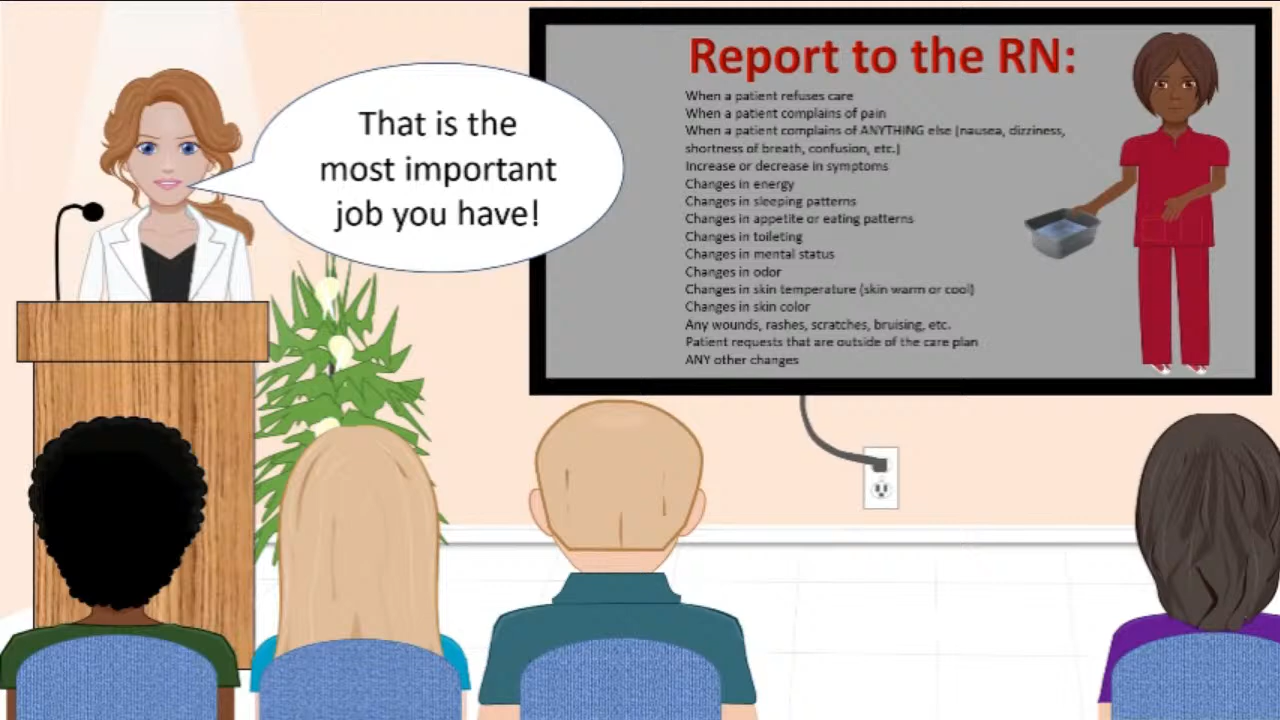 That is the
most important
job you have!
Report to the RN:
When a patient refuses care
When a patient complains of pain
When a patient complains of ANYTHING else (nausea, dizziness,
shortness of breath, confusion, etc.)
Increase or decrease in symptoms
Changes in energy
Changes in sleeping patterns
Changes in appetite or eating patterns
Changes in toileting
Changes in mental status
Changes in odor
Changes in skin temperature (skin warm or cool)
Changes in skin color
Any wounds, rashes, scratches, bruising, etc.
Patient requests that are outside of the care plan
ANY other changes